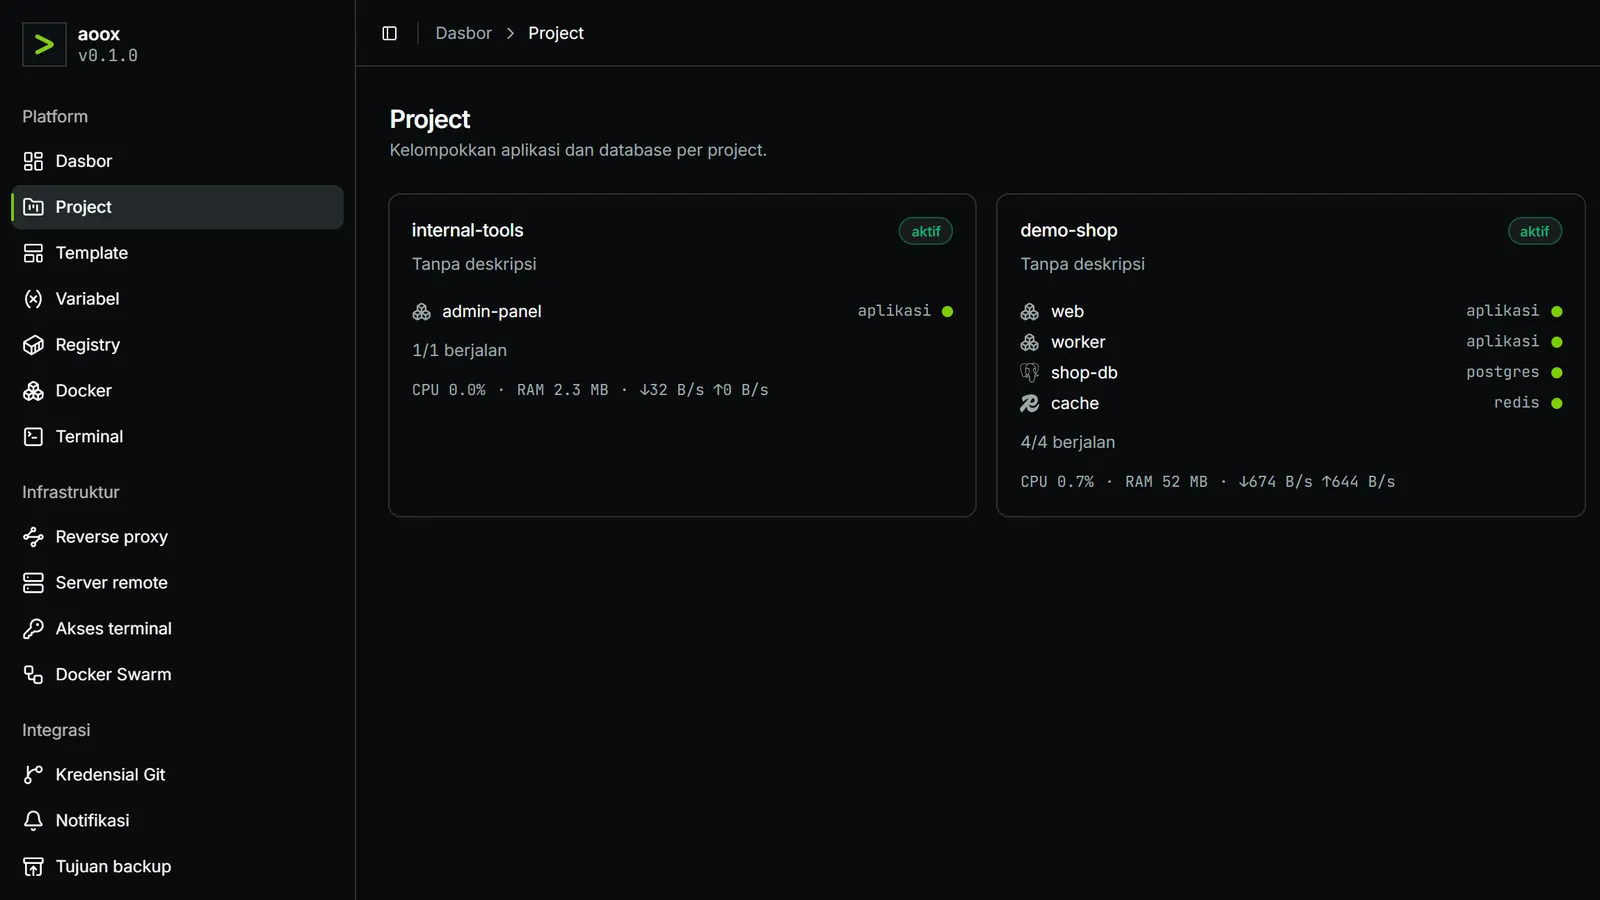 aoox
v0.1.0
Platform
Dasbor
Project
Template
Variabel
Registry
Docker
Terminal
Infrastruktur
Reverse proxy
Server remote
Akses terminal
Docker Swarm
Integrasi
Kredensial Git
Notifikasi
Tujuan backup
Dasbor > Project
Project
Kelompokkan aplikasi dan database per project.
internal-tools aktif
Tanpa deskripsi
admin-panel aplikasi
1/1 berjalan
CPU 0.0% · RAM 2.3 MB · ↓32 B/s ↑0 B/s
demo-shop aktif
Tanpa deskripsi
web aplikasi
worker aplikasi
shop-db postgres
cache redis
4/4 berjalan
CPU 0.7% · RAM 52 MB · ↓674 B/s ↑644 B/s